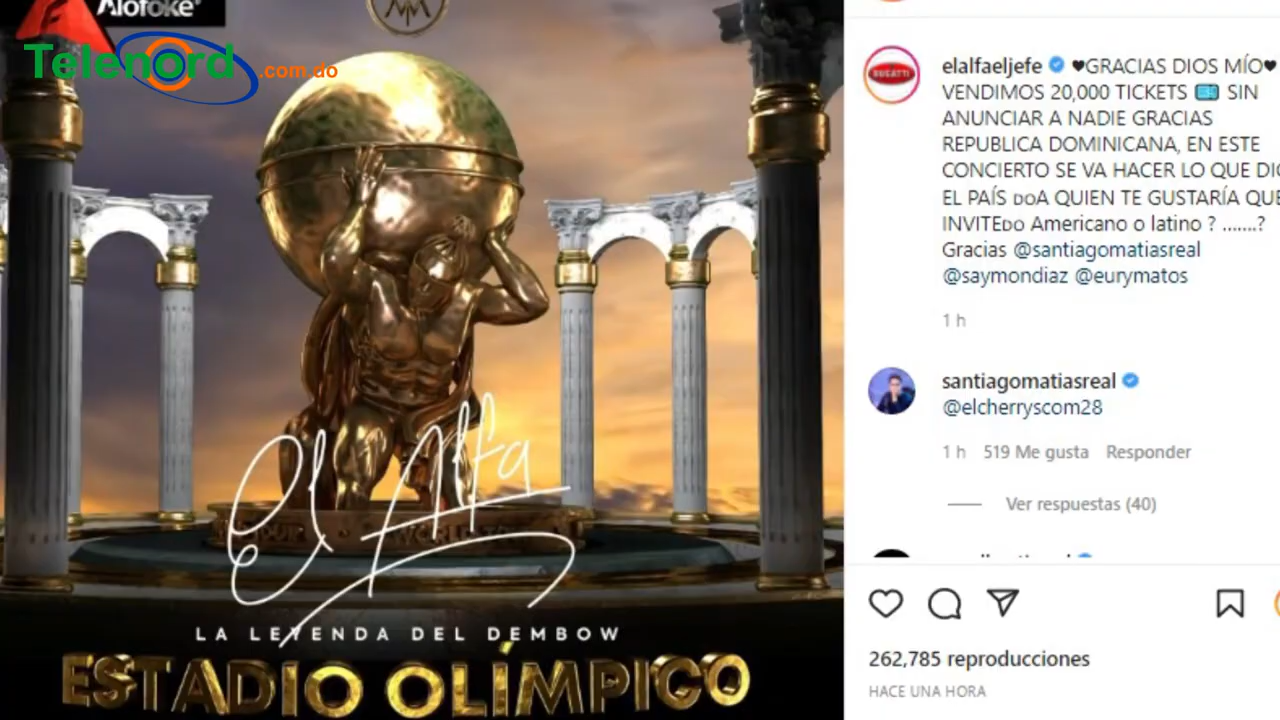 Alofoke
Telenord.com.do
El Alfa
LA LEYENDA DEL DEMBOW
ESTADIO OLÍMPICO
elalfaeljefe ♥GRACIAS DIOS MÍO♥
VENDIMOS 20,000 TICKETS 🎟 SIN
ANUNCIAR A NADIE GRACIAS
REPUBLICA DOMINICANA, EN ESTE
CONCIERTO SE VA HACER LO QUE DIG
EL PAÍS ᴅᴏA QUIEN TE GUSTARÍA QUE
INVITEᴅᴏ Americano o latino ? .......?
Gracias @santiagomatiasreal
@saymondiaz @eurymatos
1 h
santiagomatiasreal
@elcherryscom28
1 h 519 Me gusta Responder
Ver respuestas (40)
262,785 reproducciones
HACE UNA HORA